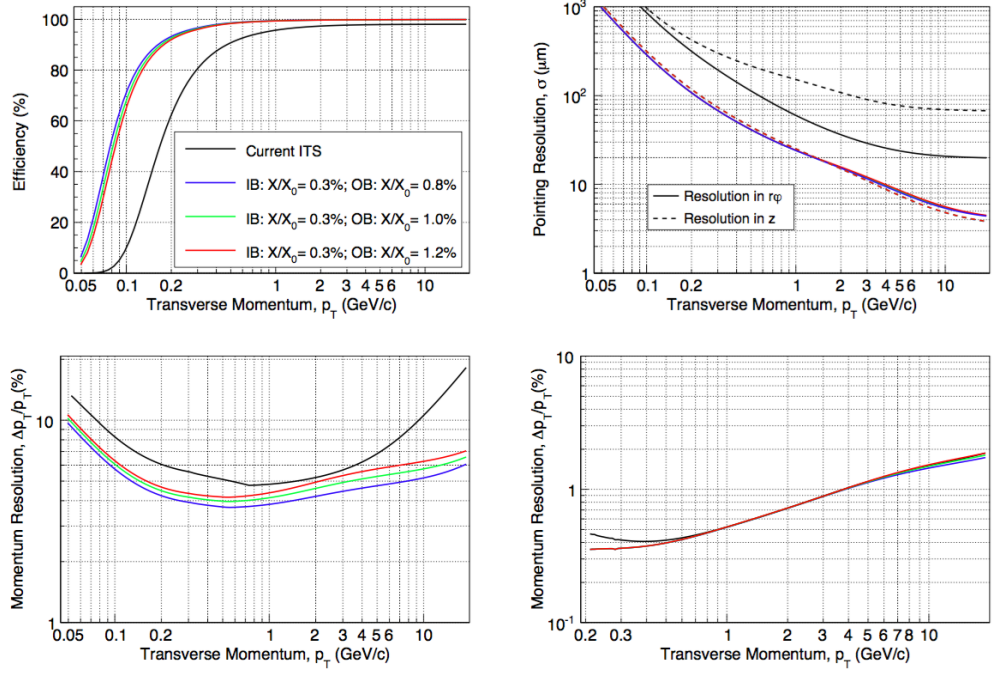 Efficiency (%)
100
80
60
40
20
0
Current ITS
IB: X/X0= 0.3%; OB: X/X0= 0.8%
IB: X/X0= 0.3%; OB: X/X0= 1.0%
IB: X/X0= 0.3%; OB: X/X0= 1.2%
0.05 0.1 0.2 1 2 3 4 5 6 10
Transverse Momentum, pT (GeV/c)
Pointing Resolution, σ (μm)
10³
10²
10
1
Resolution in rφ
Resolution in z
0.05 0.1 0.2 1 2 3 4 5 6 10
Transverse Momentum, pT (GeV/c)
Momentum Resolution, ΔpT/pT(%)
10
1
0.05 0.1 0.2 1 2 3 4 5 6 10
Transverse Momentum, pT (GeV/c)
Momentum Resolution, ΔpT/pT(%)
10
1
10⁻¹
0.2 0.3 1 2 3 4 5 6 7 8 10
Transverse Momentum, pT (GeV/c)